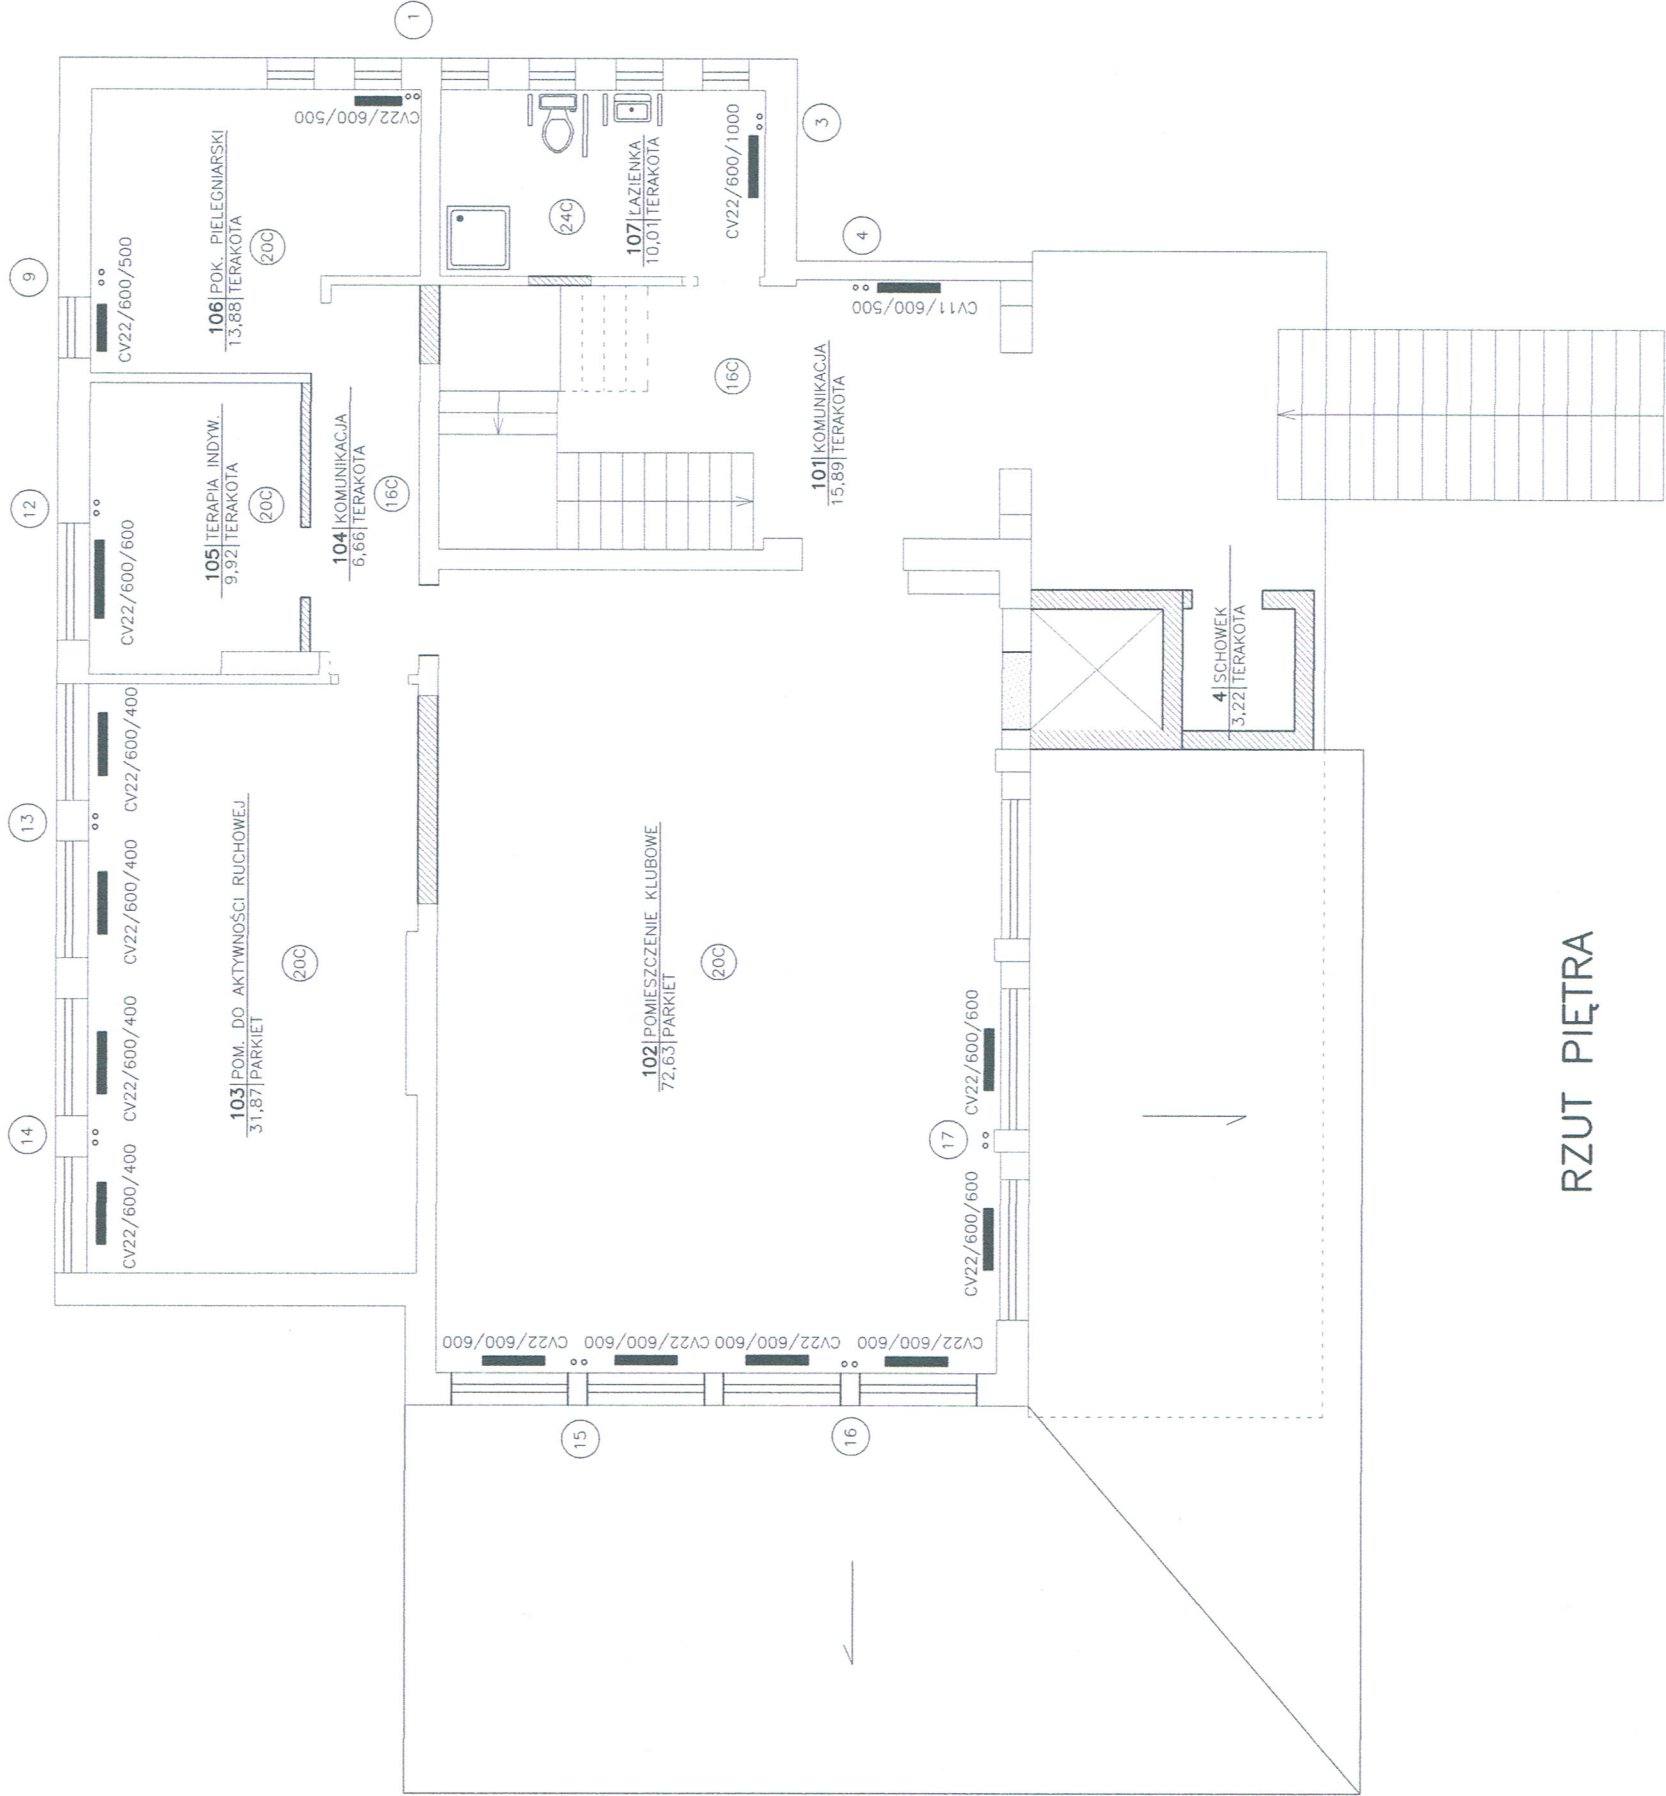 1
9
12
13
14
3
4
CV22/600/500
CV22/600/500
106 POK. PIELEGNIARSKI
13,88 TERAKOTA
20C
107 ŁAZIENKA
10,01 TERAKOTA
24C
CV22/600/1000
CV11/600/500
CV22/600/600
105 TERAPIA INDYW.
9,92 TERAKOTA
20C
104 KOMUNIKACJA
6,66 TERAKOTA
16C
16C
101 KOMUNIKACJA
15,89 TERAKOTA
4 SCHOWEK
3,22 TERAKOTA
CV22/600/400
CV22/600/400
CV22/600/400
CV22/600/400
103 POM. DO AKTYWNOŚCI RUCHOWEJ
31,87 PARKIET
20C
102 POMIESZCZENIE KLUBOWE
72,63 PARKIET
20C
CV22/600/600
17
CV22/600/600
CV22/600/600
CV22/600/600
CV22/600/600
CV22/600/600
15
16
RZUT PIĘTRA